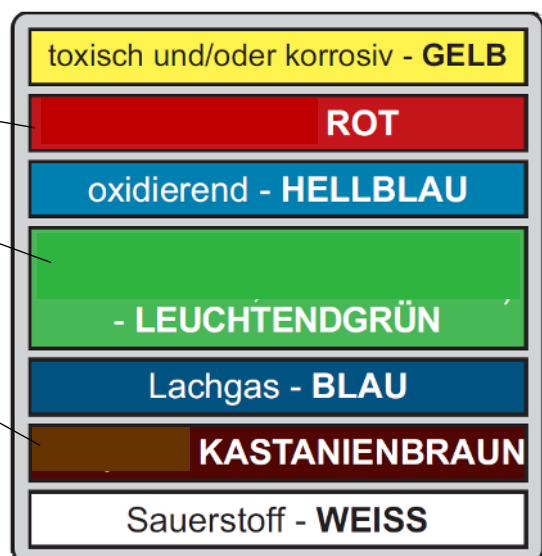 toxisch und/oder korrosiv - GELB
ROT
oxidierend - HELLBLAU
- LEUCHTENDGRÜN
Lachgas - BLAU
KASTANIENBRAUN
Sauerstoff - WEISS